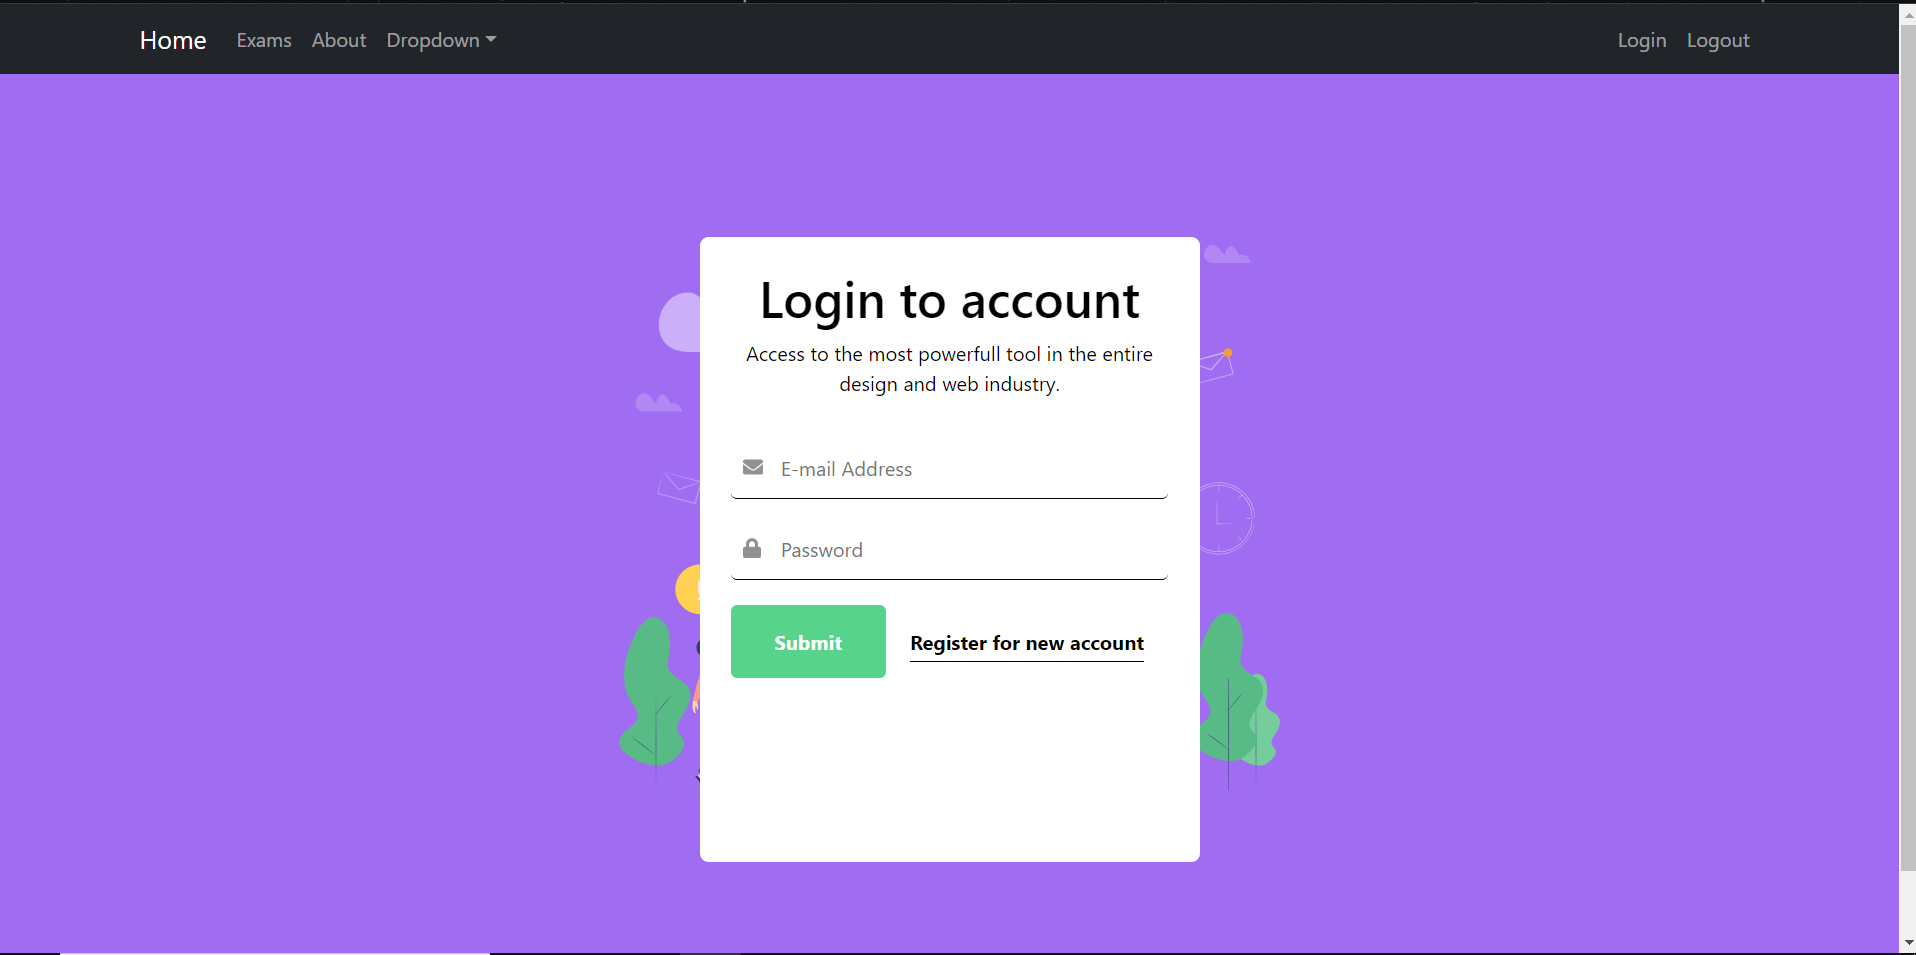 Home Exams About Dropdown Login Logout
Login to account
Access to the most powerfull tool in the entire
design and web industry.
E-mail Address
Password
Submit Register for new account